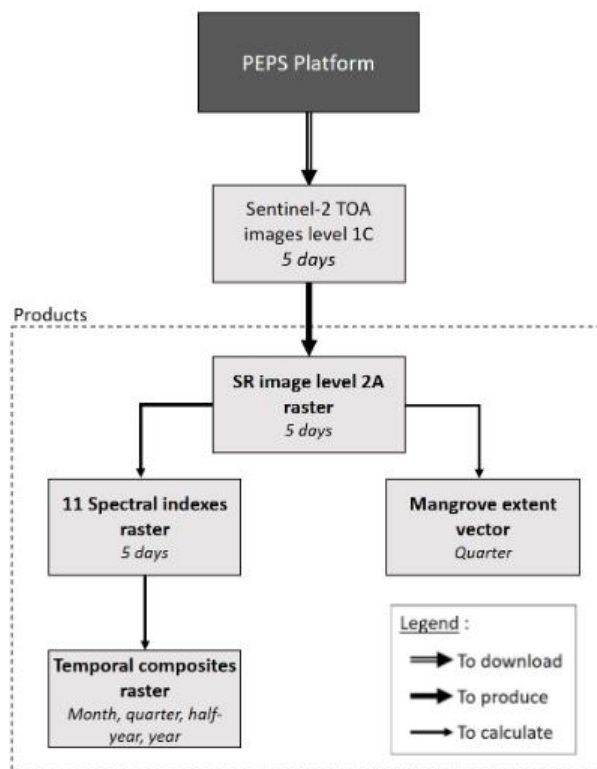 PEPS Platform
Sentinel-2 TOA
images level 1C
5 days
Products
SR image level 2A
raster
5 days
11 Spectral indexes
raster
5 days
Mangrove extent
vector
Quarter
Temporal composites
raster
Month, quarter, half-
year, year
Legend :
To download
To produce
To calculate